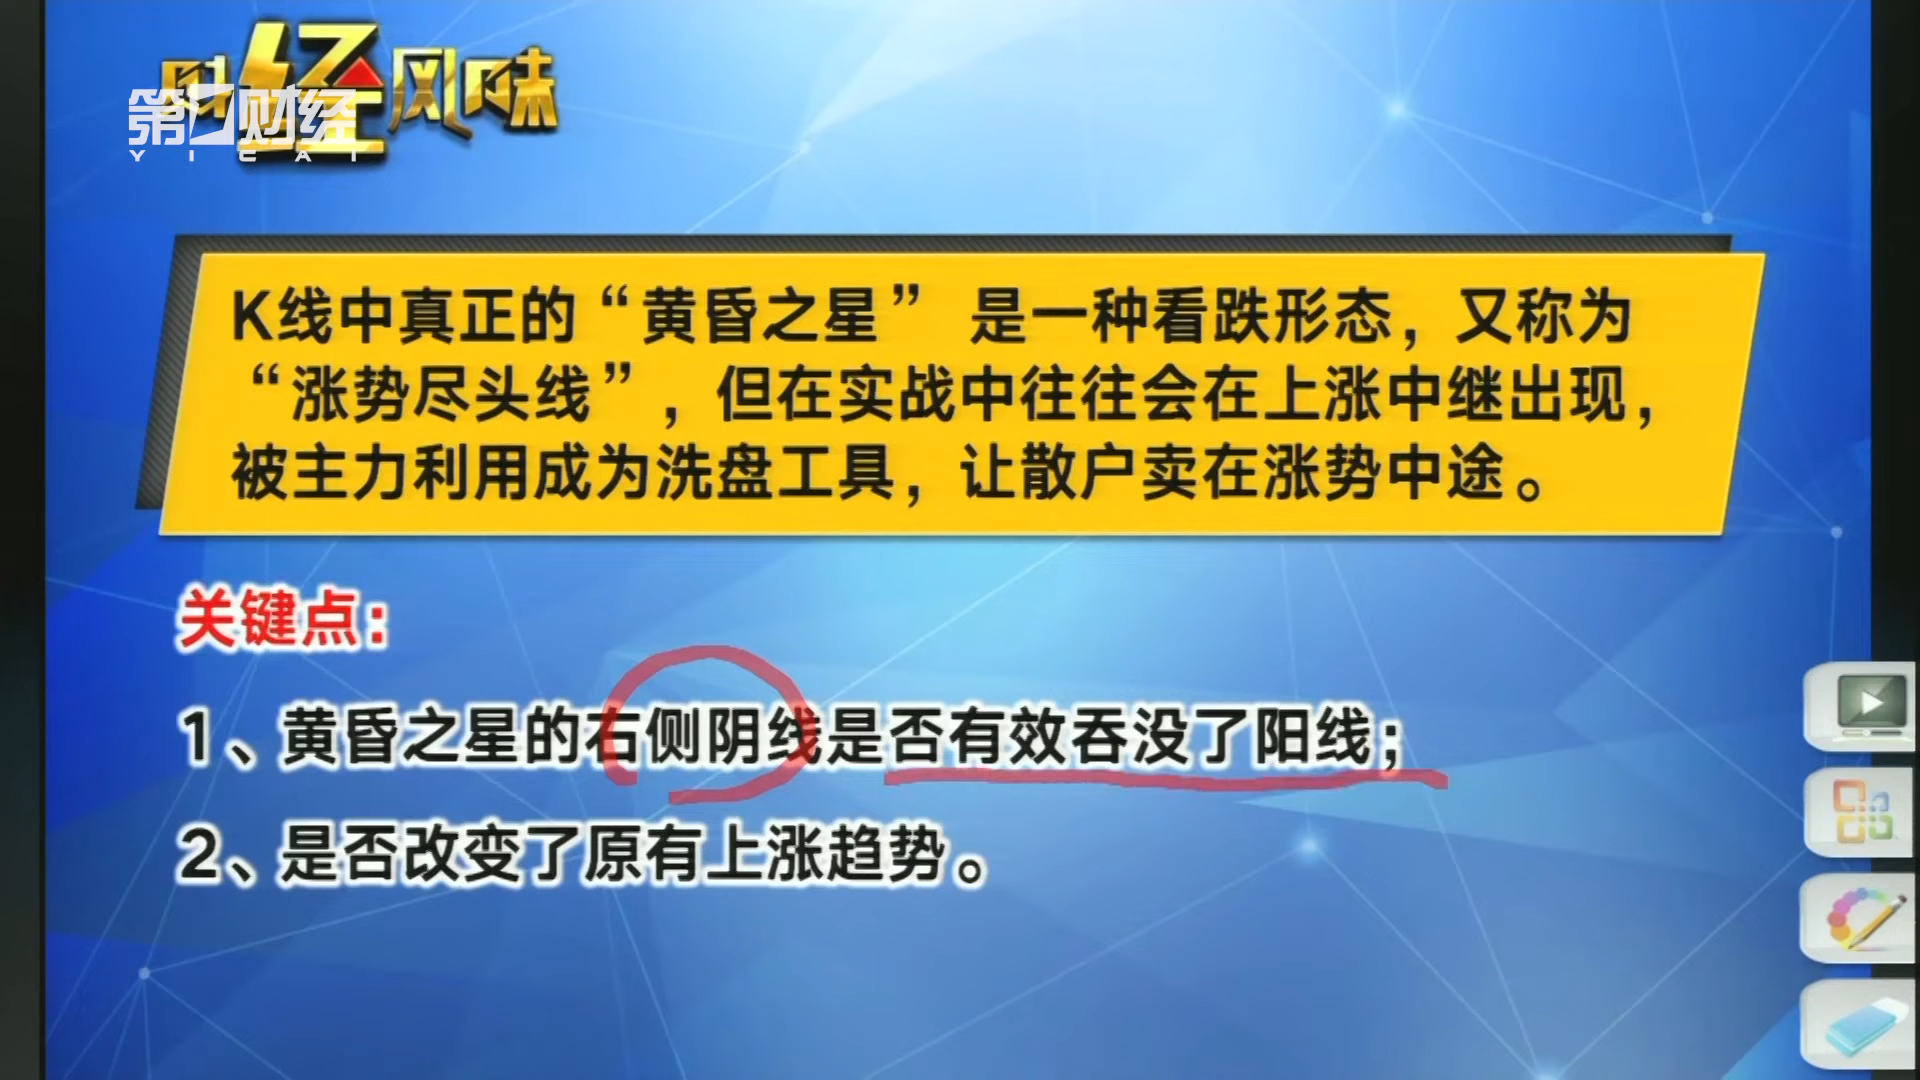 财经风味
第一财经
YICAI
K线中真正的“黄昏之星” 是一种看跌形态，又称为
“涨势尽头线”，但在实战中往往会在上涨中继出现，
被主力利用成为洗盘工具，让散户卖在涨势中途。
关键点：
1、黄昏之星的右侧阴线是否有效吞没了阳线；
2、是否改变了原有上涨趋势。